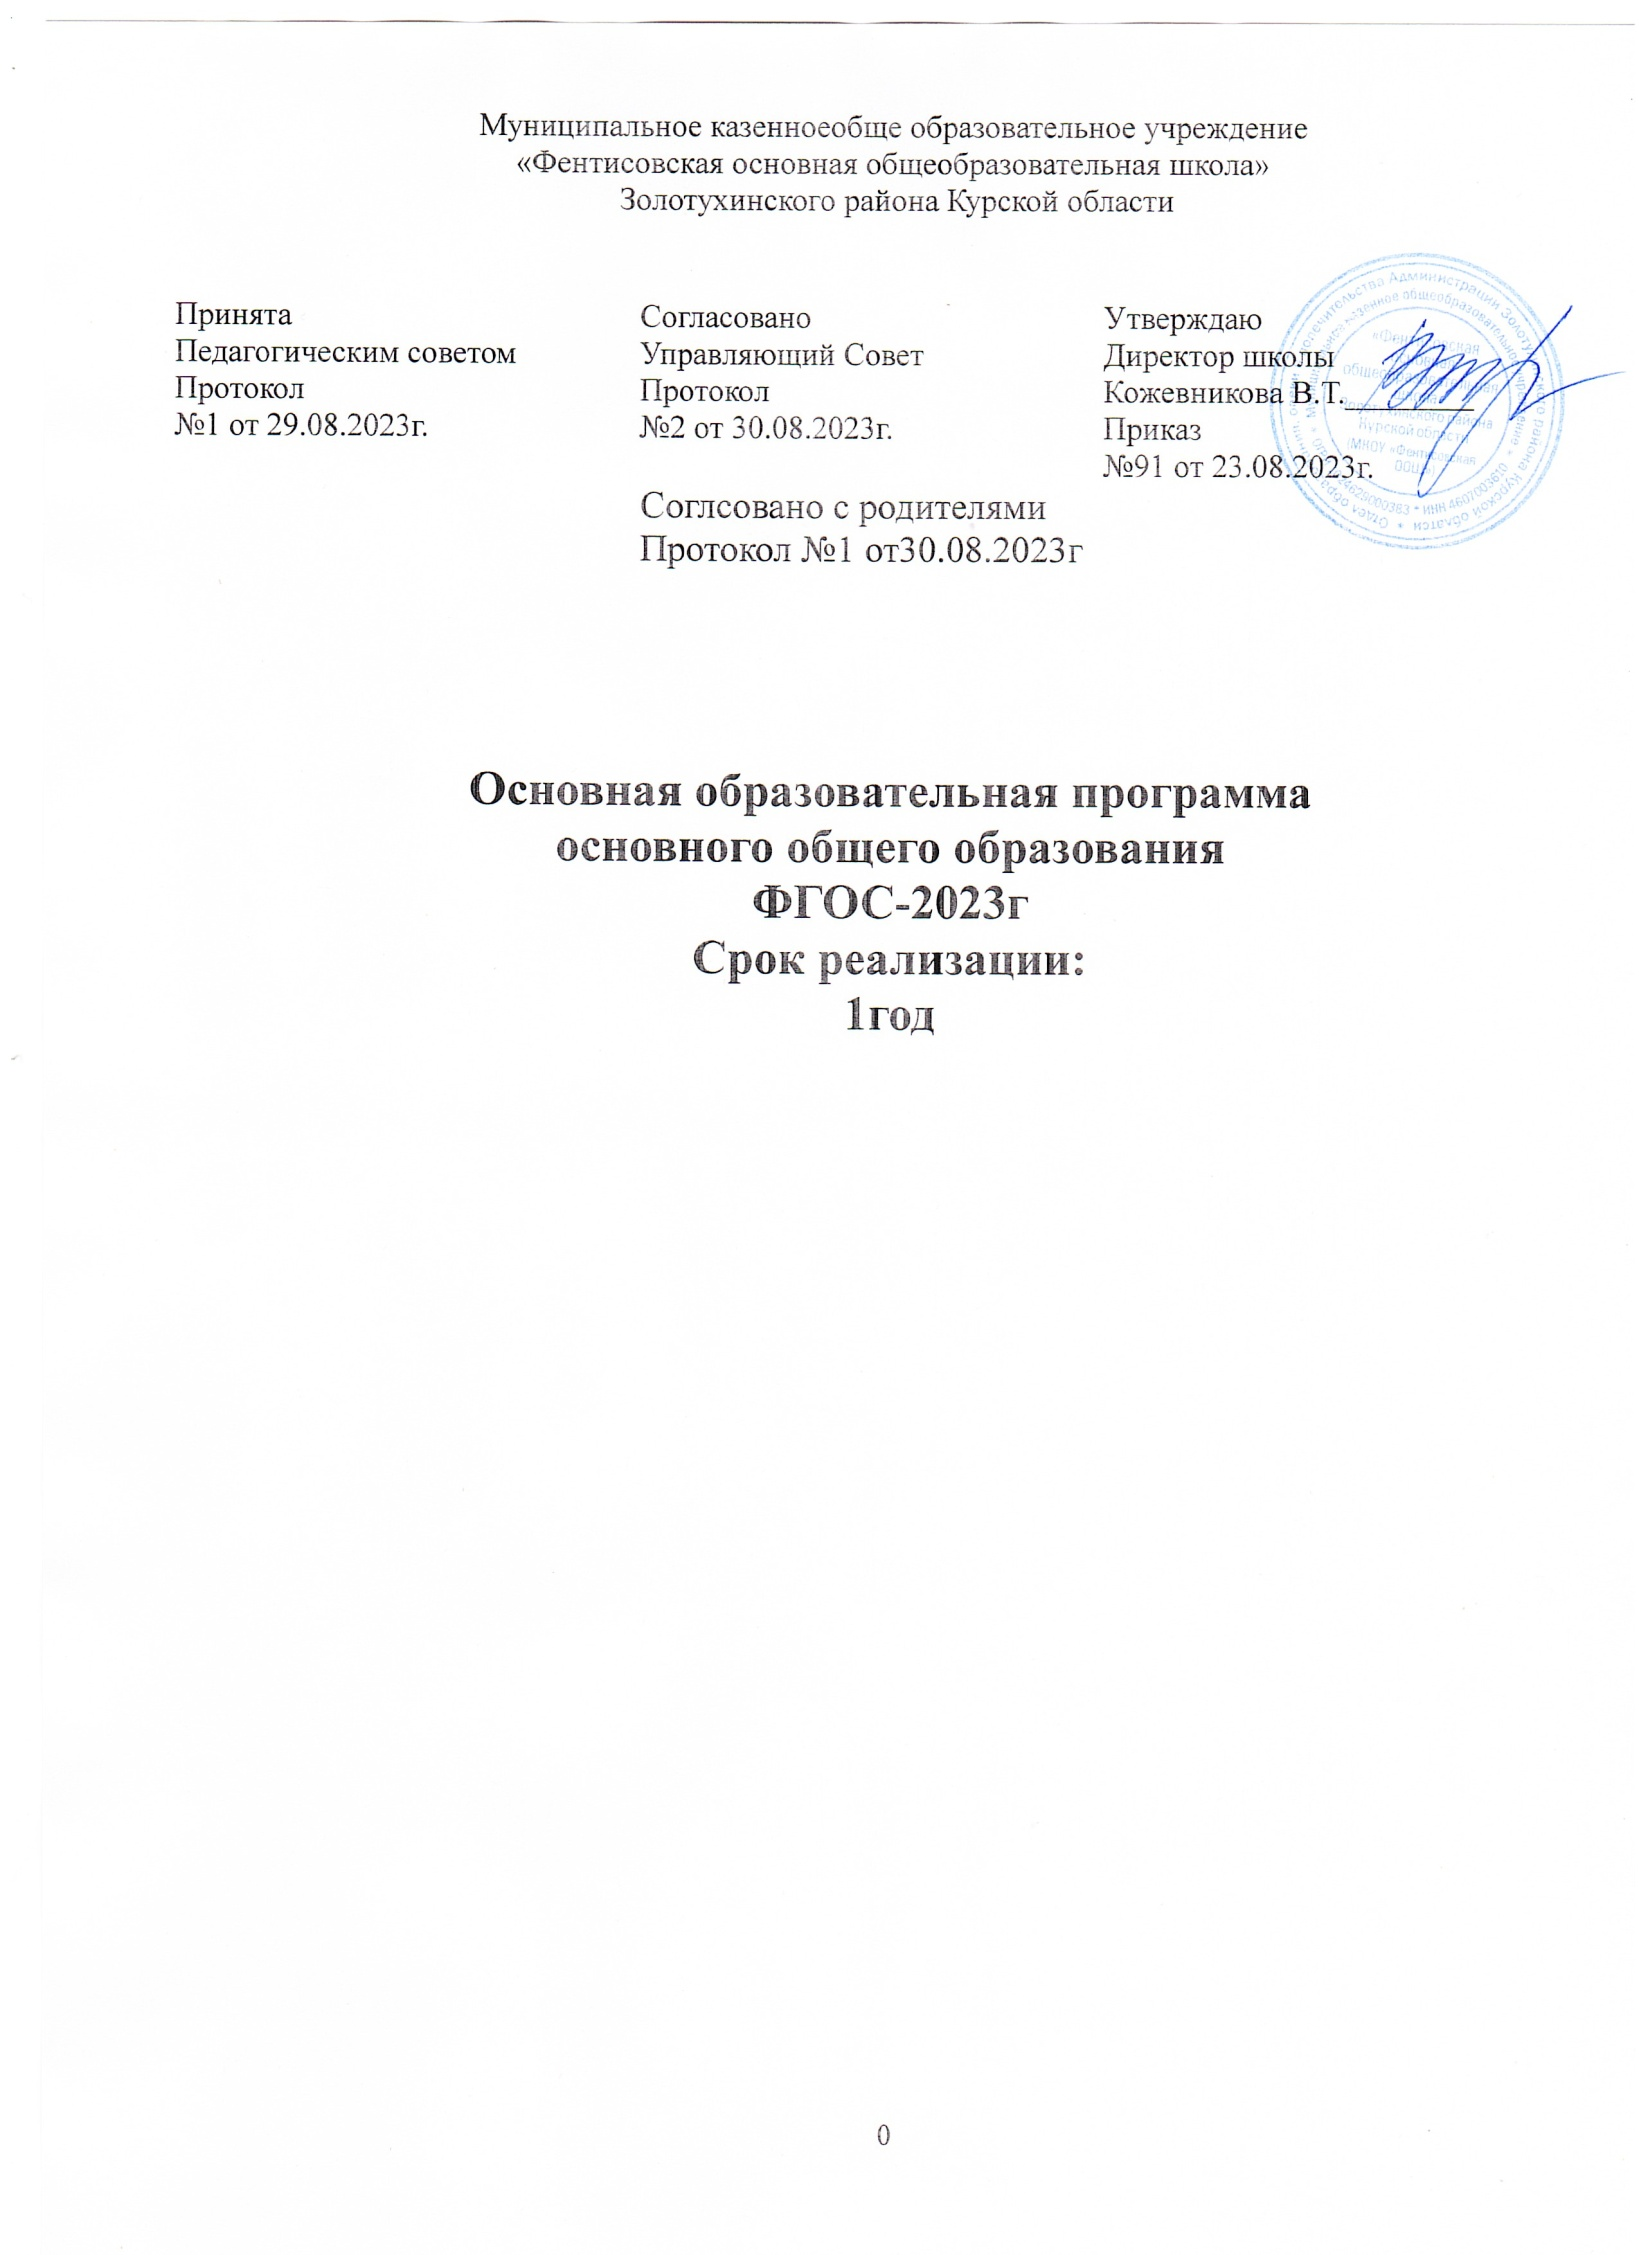 Муниципальное казенноеобще образовательное учреждение
«Фентисовская основная общеобразовательная школа»
Золотухинского района Курской области
Принята
Педагогическим советом
Протокол
№1 от 29.08.2023г.
Согласовано
Управляющий Совет
Протокол
№2 от 30.08.2023г.
Соглсовано с родителями
Протокол №1 от30.08.2023г
Утверждаю
Директор школы
Кожевникова В.Т.________
Приказ
№91 от 23.08.2023г.
Основная образовательная программа
основного общего образования
ФГОС-2023г
Срок реализации:
1год
0